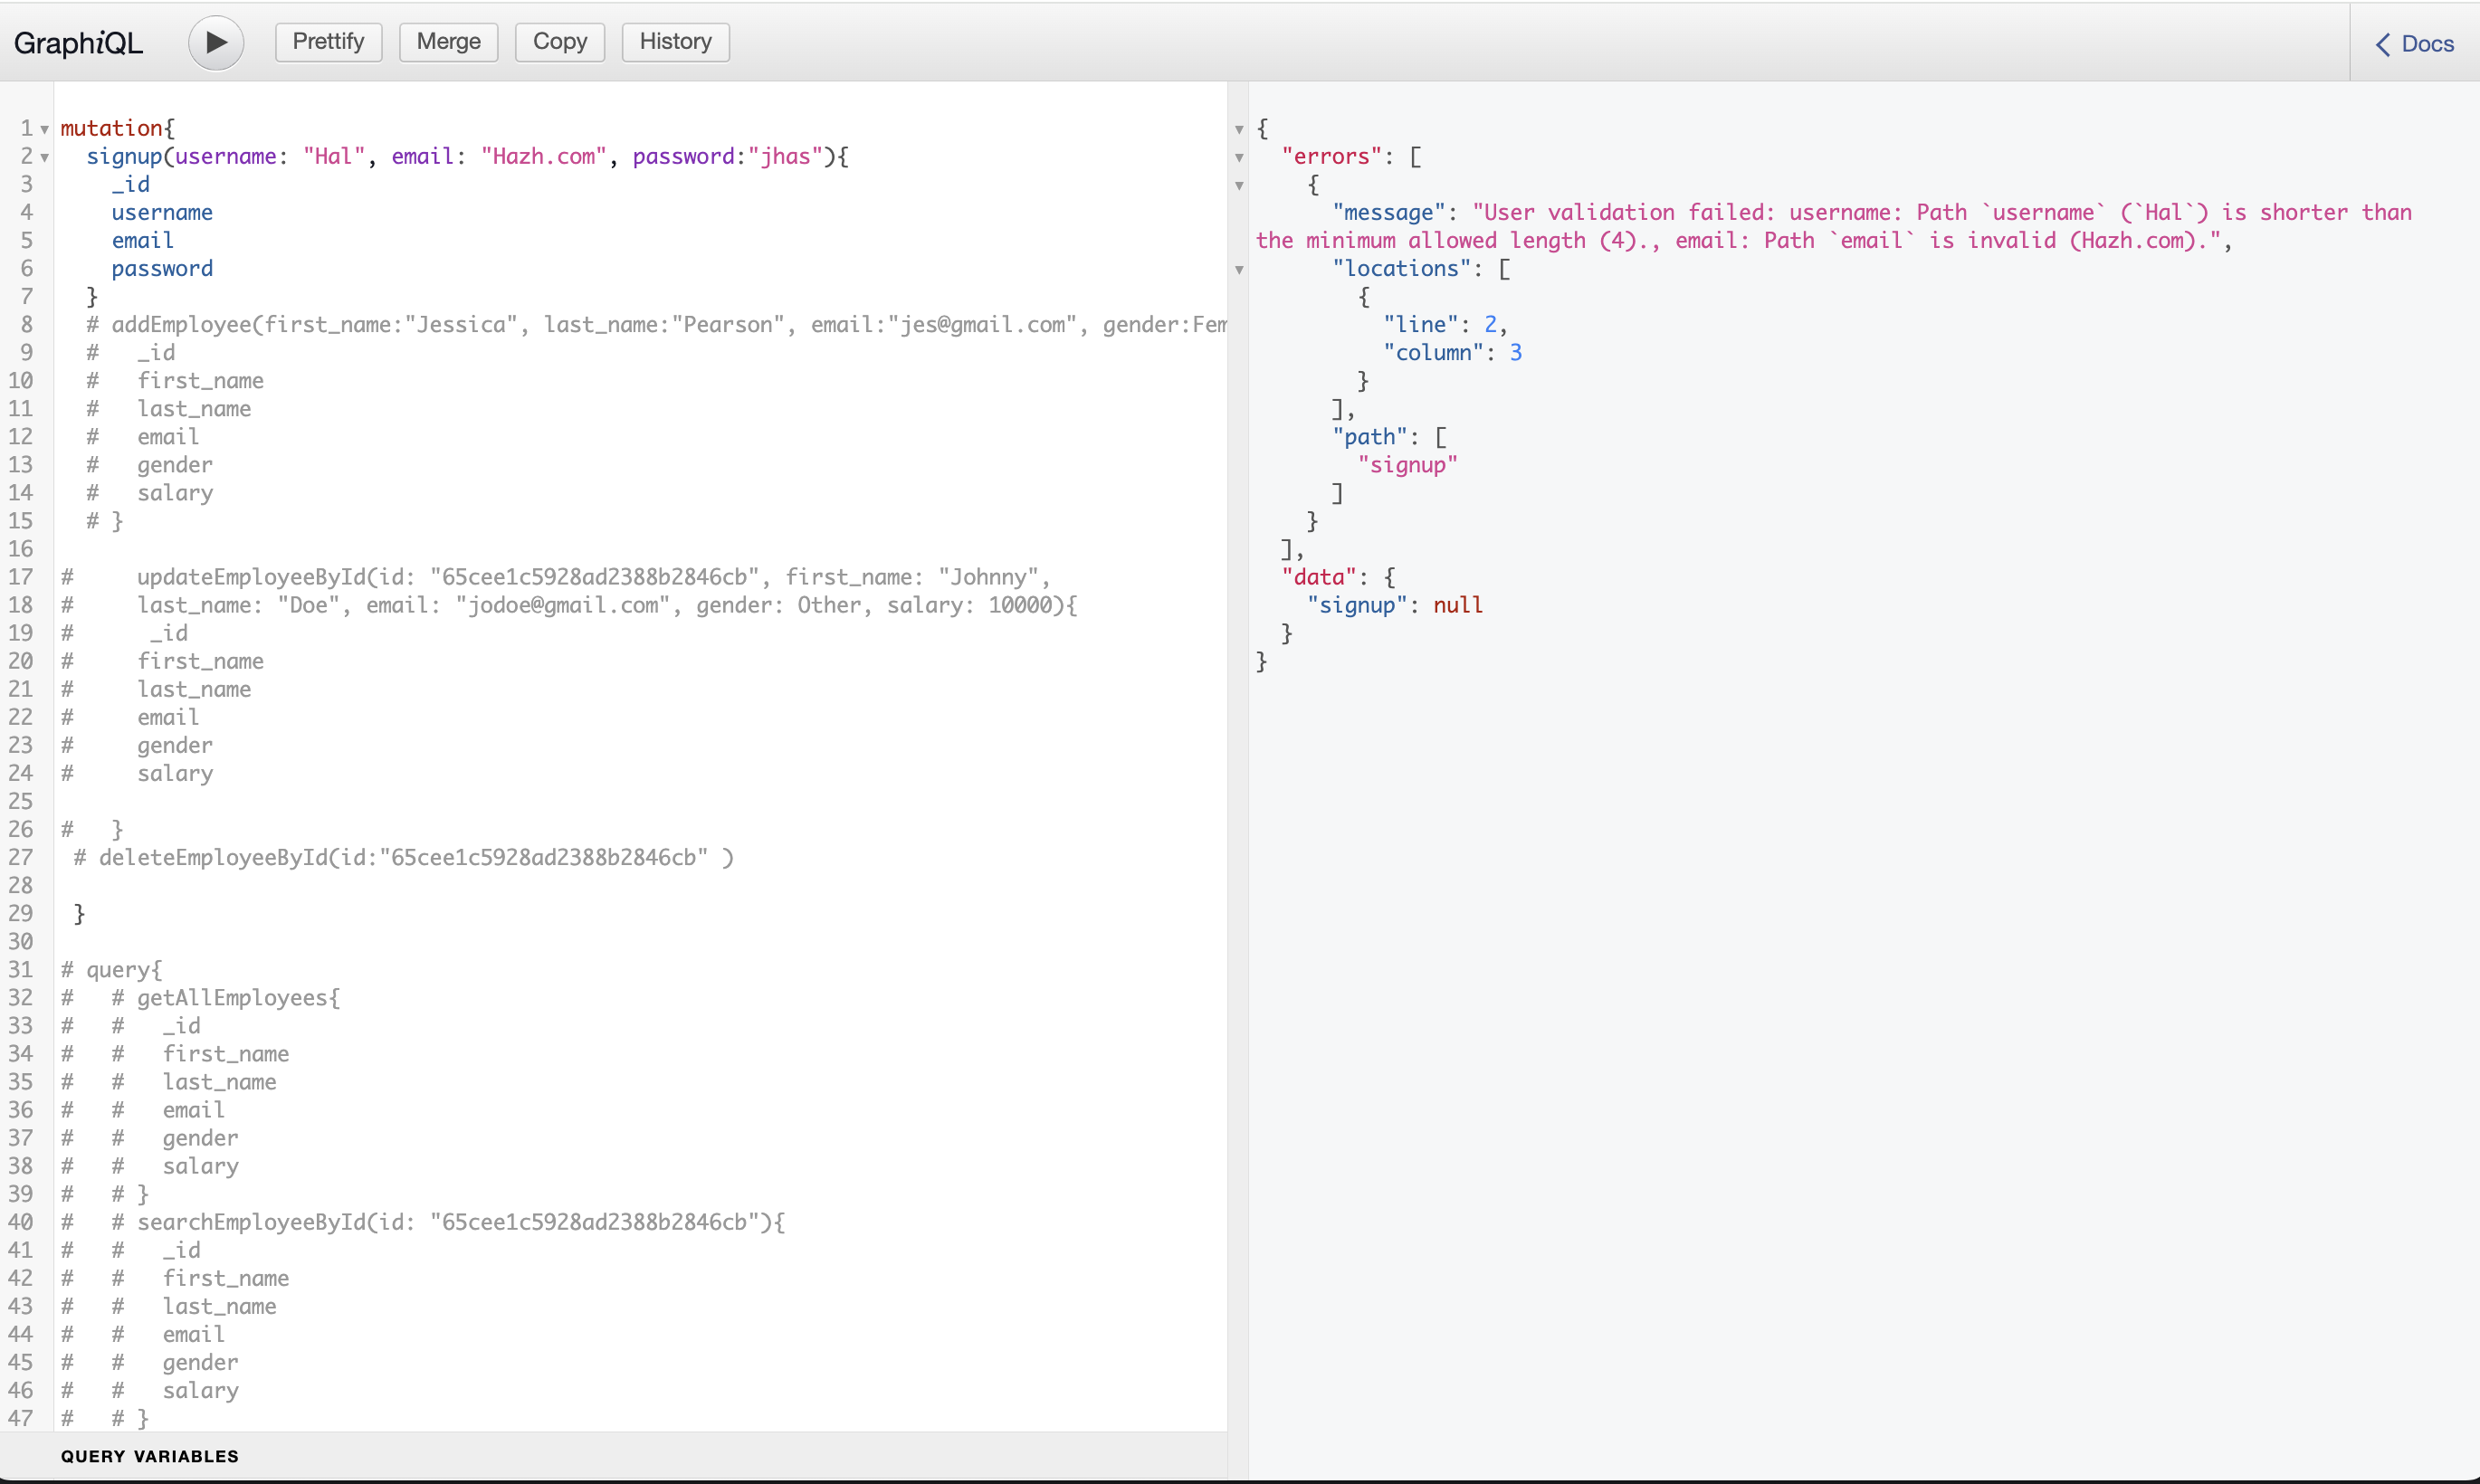 GraphiQL Prettify Merge Copy History Docs
1 mutation{
2 signup(username: "Hal", email: "Hazh.com", password:"jhas"){
3 _id
4 username
5 email
6 password
7 }
8 # addEmployee(first_name:"Jessica", last_name:"Pearson", email:"jes@gmail.com", gender:Fem
9 # _id
10 # first_name
11 # last_name
12 # email
13 # gender
14 # salary
15 # }
16
17 # updateEmployeeById(id: "65cee1c5928ad2388b2846cb", first_name: "Johnny",
18 # last_name: "Doe", email: "jodoe@gmail.com", gender: Other, salary: 10000){
19 # _id
20 # first_name
21 # last_name
22 # email
23 # gender
24 # salary
25
26 # }
27 # deleteEmployeeById(id:"65cee1c5928ad2388b2846cb" )
28
29 }
30
31 # query{
32 # # getAllEmployees{
33 # # _id
34 # # first_name
35 # # last_name
36 # # email
37 # # gender
38 # # salary
39 # # }
40 # # searchEmployeeById(id: "65cee1c5928ad2388b2846cb"){
41 # # _id
42 # # first_name
43 # # last_name
44 # # email
45 # # gender
46 # # salary
47 # # }
QUERY VARIABLES
{
"errors": [
{
"message": "User validation failed: username: Path `username` (`Hal`) is shorter than
the minimum allowed length (4)., email: Path `email` is invalid (Hazh.com).",
"locations": [
{
"line": 2,
"column": 3
}
],
"path": [
"signup"
]
}
],
"data": {
"signup": null
}
}